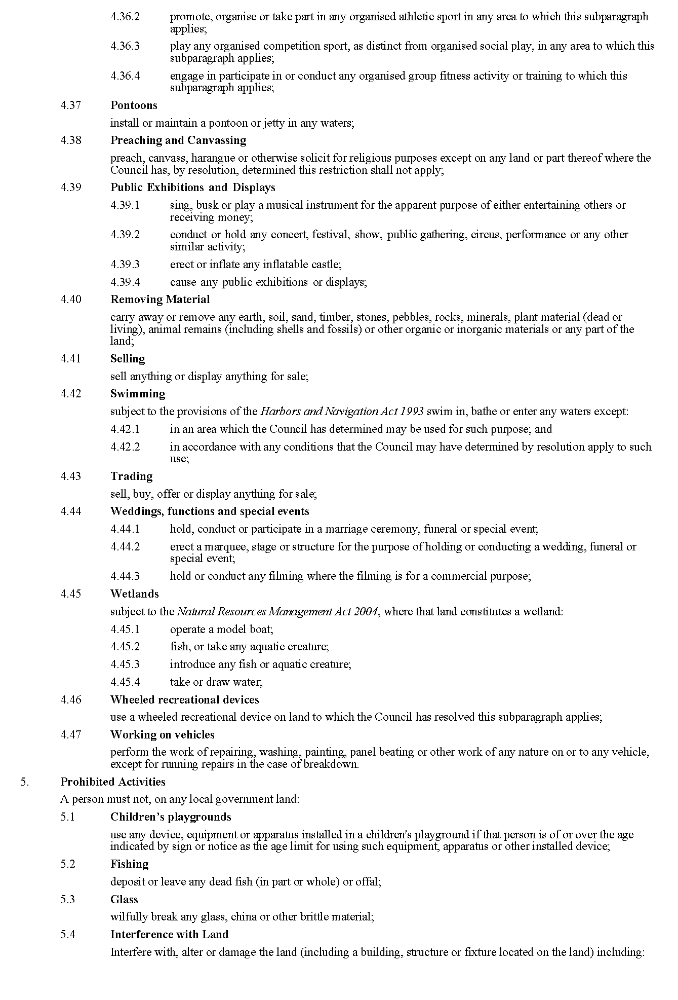 4.36.2 promote, organise or take part in any organised athletic sport in any area to which this subparagraph
applies;
4.36.3 play any organised competition sport, as distinct from organised social play, in any area to which this
subparagraph applies;
4.36.4 engage in participate in or conduct any organised group fitness activity or training to which this
subparagraph applies;
4.37 Pontoons
install or maintain a pontoon or jetty in any waters;
4.38 Preaching and Canvassing
preach, canvass, harangue or otherwise solicit for religious purposes except on any land or part thereof where the
Council has, by resolution, determined this restriction shall not apply;
4.39 Public Exhibitions and Displays
4.39.1 sing, busk or play a musical instrument for the apparent purpose of either entertaining others or
receiving money;
4.39.2 conduct or hold any concert, festival, show, public gathering, circus, performance or any other
similar activity;
4.39.3 erect or inflate any inflatable castle;
4.39.4 cause any public exhibitions or displays;
4.40 Removing Material
carry away or remove any earth, soil, sand, timber, stones, pebbles, rocks, minerals, plant material (dead or
living), animal remains (including shells and fossils) or other organic or inorganic materials or any part of the
land;
4.41 Selling
sell anything or display anything for sale;
4.42 Swimming
subject to the provisions of the Harbors and Navigation Act 1993 swim in, bathe or enter any waters except:
4.42.1 in an area which the Council has determined may be used for such purpose; and
4.42.2 in accordance with any conditions that the Council may have determined by resolution apply to such
use;
4.43 Trading
sell, buy, offer or display anything for sale;
4.44 Weddings, functions and special events
4.44.1 hold, conduct or participate in a marriage ceremony, funeral or special event;
4.44.2 erect a marquee, stage or structure for the purpose of holding or conducting a wedding, funeral or
special event;
4.44.3 hold or conduct any filming where the filming is for a commercial purpose;
4.45 Wetlands
subject to the Natural Resources Management Act 2004, where that land constitutes a wetland:
4.45.1 operate a model boat;
4.45.2 fish, or take any aquatic creature;
4.45.3 introduce any fish or aquatic creature;
4.45.4 take or draw water;
4.46 Wheeled recreational devices
use a wheeled recreational device on land to which the Council has resolved this subparagraph applies;
4.47 Working on vehicles
perform the work of repairing, washing, painting, panel beating or other work of any nature on or to any vehicle,
except for running repairs in the case of breakdown.
5. Prohibited Activities
A person must not, on any local government land:
5.1 Children’s playgrounds
use any device, equipment or apparatus installed in a children's playground if that person is of or over the age
indicated by sign or notice as the age limit for using such equipment, apparatus or other installed device;
5.2 Fishing
deposit or leave any dead fish (in part or whole) or offal;
5.3 Glass
wilfully break any glass, china or other brittle material;
5.4 Interference with Land
Interfere with, alter or damage the land (including a building, structure or fixture located on the land) including: